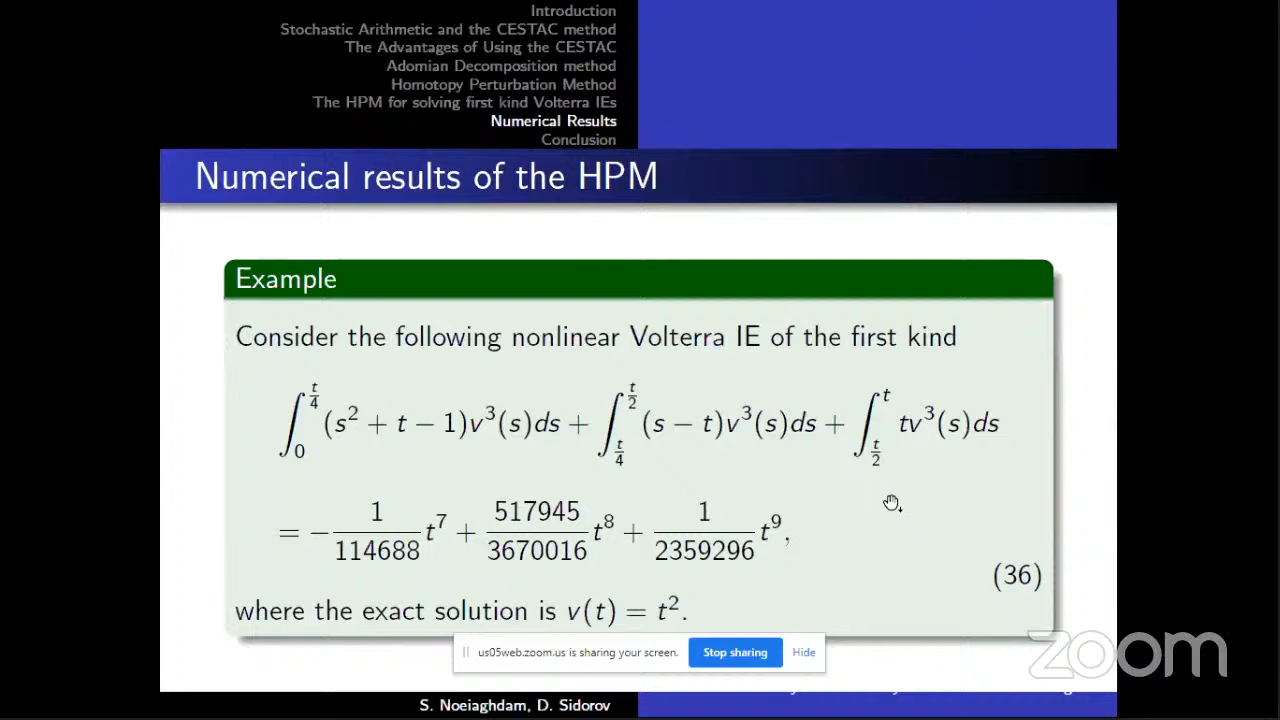 Introduction
Stochastic Arithmetic and the CESTAC method
The Advantages of Using the CESTAC
Adomian Decomposition method
Homotopy Perturbation Method
The HPM for solving first kind Volterra IEs
Numerical Results
Conclusion
Numerical results of the HPM
Example
Consider the following nonlinear Volterra IE of the first kind
∫_0^{t/4} (s² + t − 1)v³(s)ds + ∫_{t/4}^{t/2} (s − t)v³(s)ds + ∫_{t/2}^{t} tv³(s)ds
= −1/114688 t⁷ + 517945/3670016 t⁸ + 1/2359296 t⁹,
(36)
where the exact solution is v(t) = t².
us05web.zoom.us is sharing your screen. Stop sharing Hide
zoom
S. Noeiaghdam, D. Sidorov